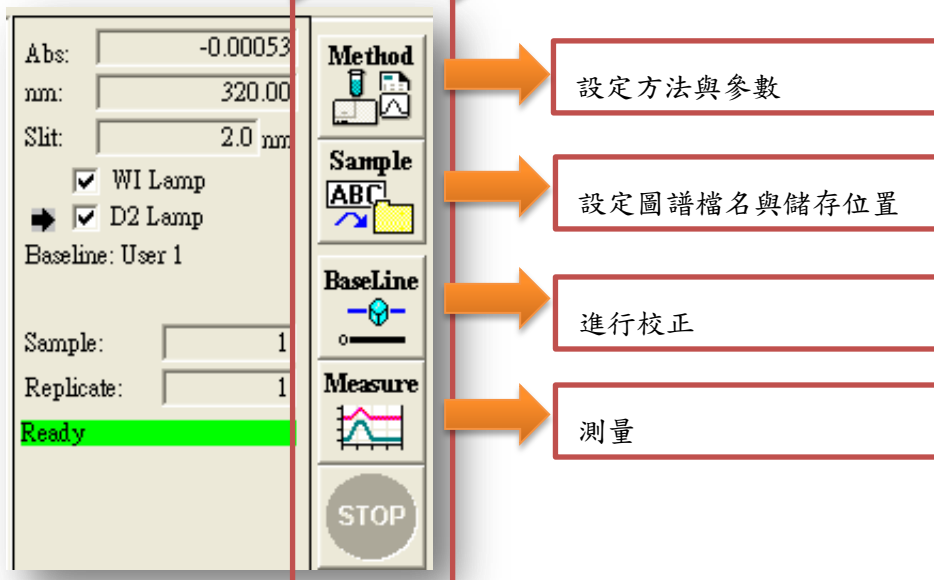 Abs: -0.00053
nm: 320.00
Slit: 2.0 nm
WI Lamp
D2 Lamp
Baseline: User 1
Sample: 1
Replicate: 1
Ready
Method
設定方法與參數
Sample
ABC
設定圖譜檔名與儲存位置
BaseLine
進行校正
Measure
測量
STOP